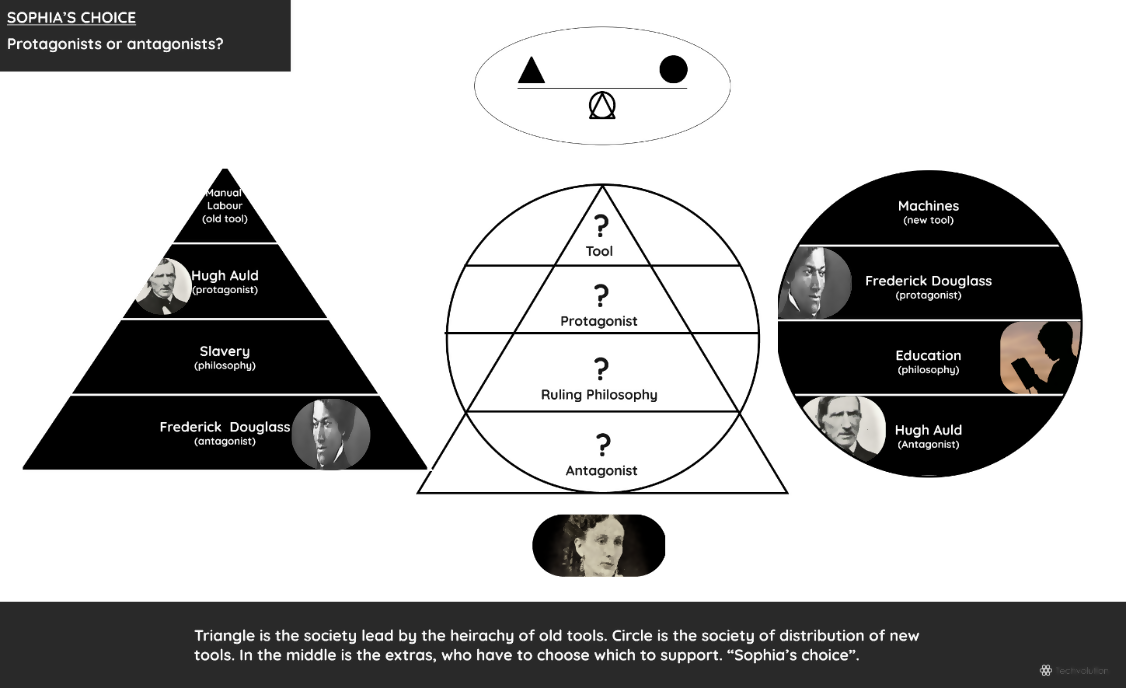 SOPHIA'S CHOICE
Protagonists or antagonists?
Manual
Labour
(old tool)
Hugh Auld
(protagonist)
Slavery
(philosophy)
Frederick Douglass
(antagonist)
?
Tool
?
Protagonist
?
Ruling Philosophy
?
Antagonist
Machines
(new tool)
Frederick Douglass
(protagonist)
Education
(philosophy)
Hugh Auld
(Antagonist)
Triangle is the society lead by the heirachy of old tools. Circle is the society of distribution of new
tools. In the middle is the extras, who have to choose which to support. “Sophia's choice”.
Techvolution